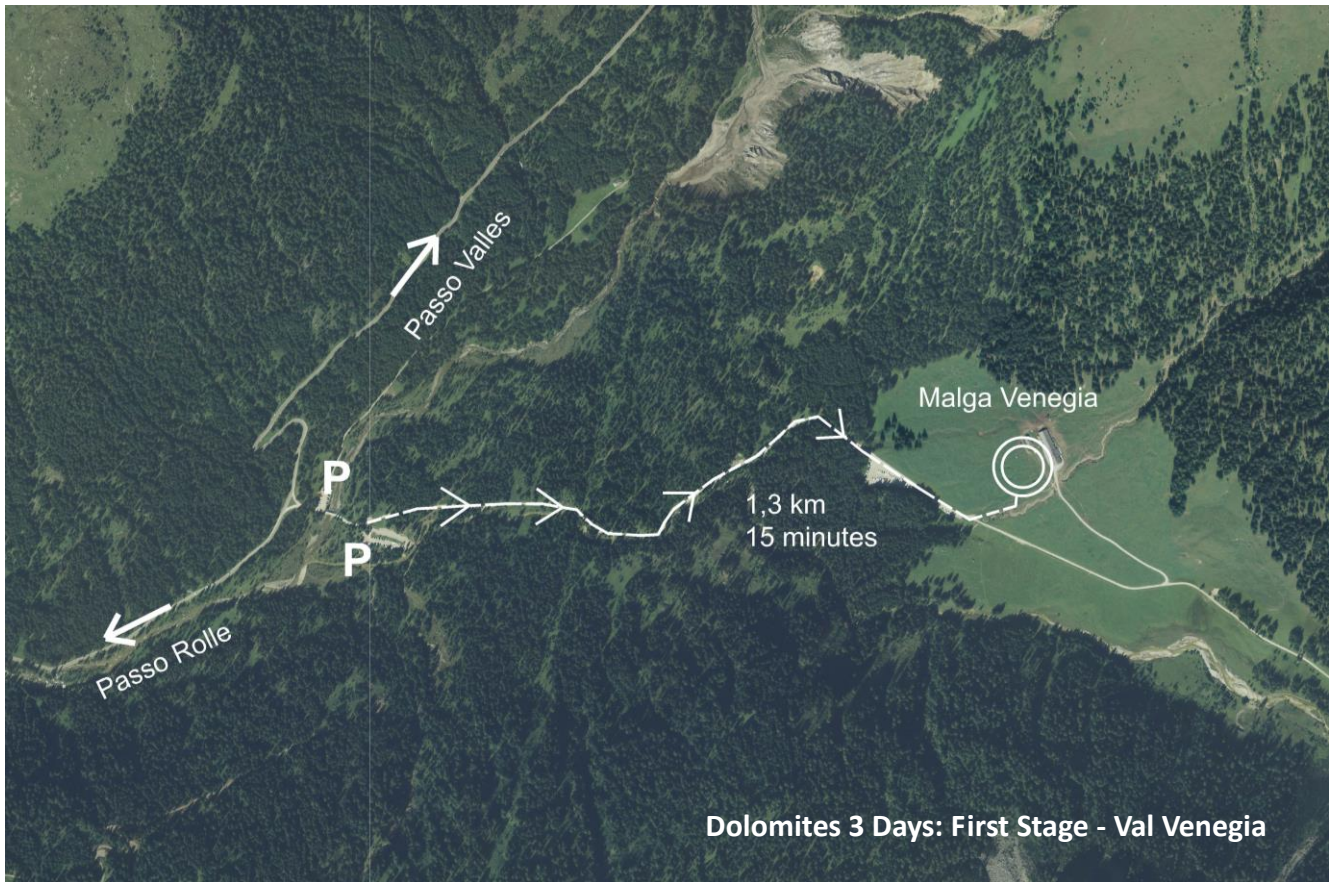 Passo Valles
Malga Venegia
P
P
1,3 km
15 minutes
Passo Rolle
Dolomites 3 Days: First Stage - Val Venegia